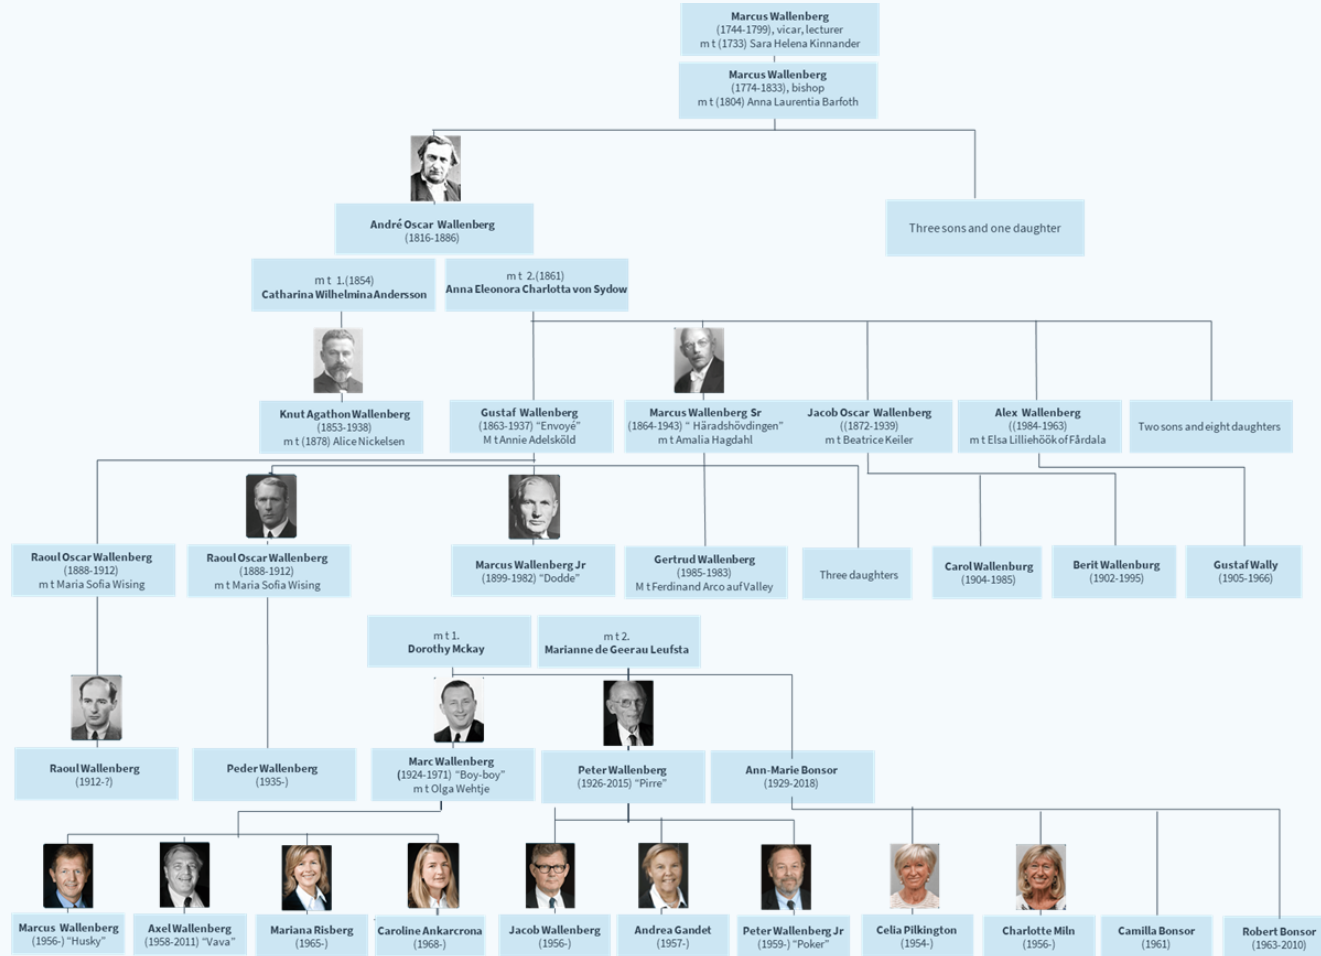 Marcus Wallenberg
(1744-1799), vicar, lecturer
m t (1733) Sara Helena Kinnander
Marcus Wallenberg
(1774-1833), bishop
m t (1804) Anna Laurentia Barfoth
André Oscar Wallenberg
(1816-1886)
Three sons and one daughter
m t 1.(1854)
Catharina Wilhelmina Andersson
m t 2.(1861)
Anna Eleonora Charlotta von Sydow
Knut Agathon Wallenberg
(1853-1938)
m t (1878) Alice Nickelsen
Gustaf Wallenberg
(1863-1937) “Envoyé”
M t Annie Adelsköld
Marcus Wallenberg Sr
(1864-1943) “ Häradshövdingen”
m t Amalia Hagdahl
Jacob Oscar Wallenberg
((1872-1939)
m t Beatrice Keiler
Alex Wallenberg
((1984-1963)
m t Elsa Lilliehöök of Fårdala
Two sons and eight daughters
Raoul Oscar Wallenberg
(1888-1912)
m t Maria Sofia Wising
Raoul Oscar Wallenberg
(1888-1912)
m t Maria Sofia Wising
Marcus Wallenberg Jr
(1899-1982) “Dodde”
Gertrud Wallenberg
(1985-1983)
M t Ferdinand Arco auf Valley
Three daughters
Carol Wallenburg
(1904-1985)
Berit Wallenburg
(1902-1995)
Gustaf Wally
(1905-1966)
m t 1.
Dorothy Mckay
m t 2.
Marianne de Geer au Leufsta
Raoul Wallenberg
(1912-?)
Peder Wallenberg
(1935-)
Marc Wallenberg
(1924-1971) “Boy-boy”
m t Olga Wehtje
Peter Wallenberg
(1926-2015) “Pirre”
Ann-Marie Bonsor
(1929-2018)
Marcus Wallenberg
(1956-) “Husky”
Axel Wallenberg
(1958-2011) “Vava”
Mariana Risberg
(1965-)
Caroline Ankarcrona
(1968-)
Jacob Wallenberg
(1956-)
Andrea Gandet
(1957-)
Peter Wallenberg Jr
(1959-) “Poker”
Celia Pilkington
(1954-)
Charlotte Miln
(1956-)
Camilla Bonsor
(1961)
Robert Bonsor
(1963-2010)